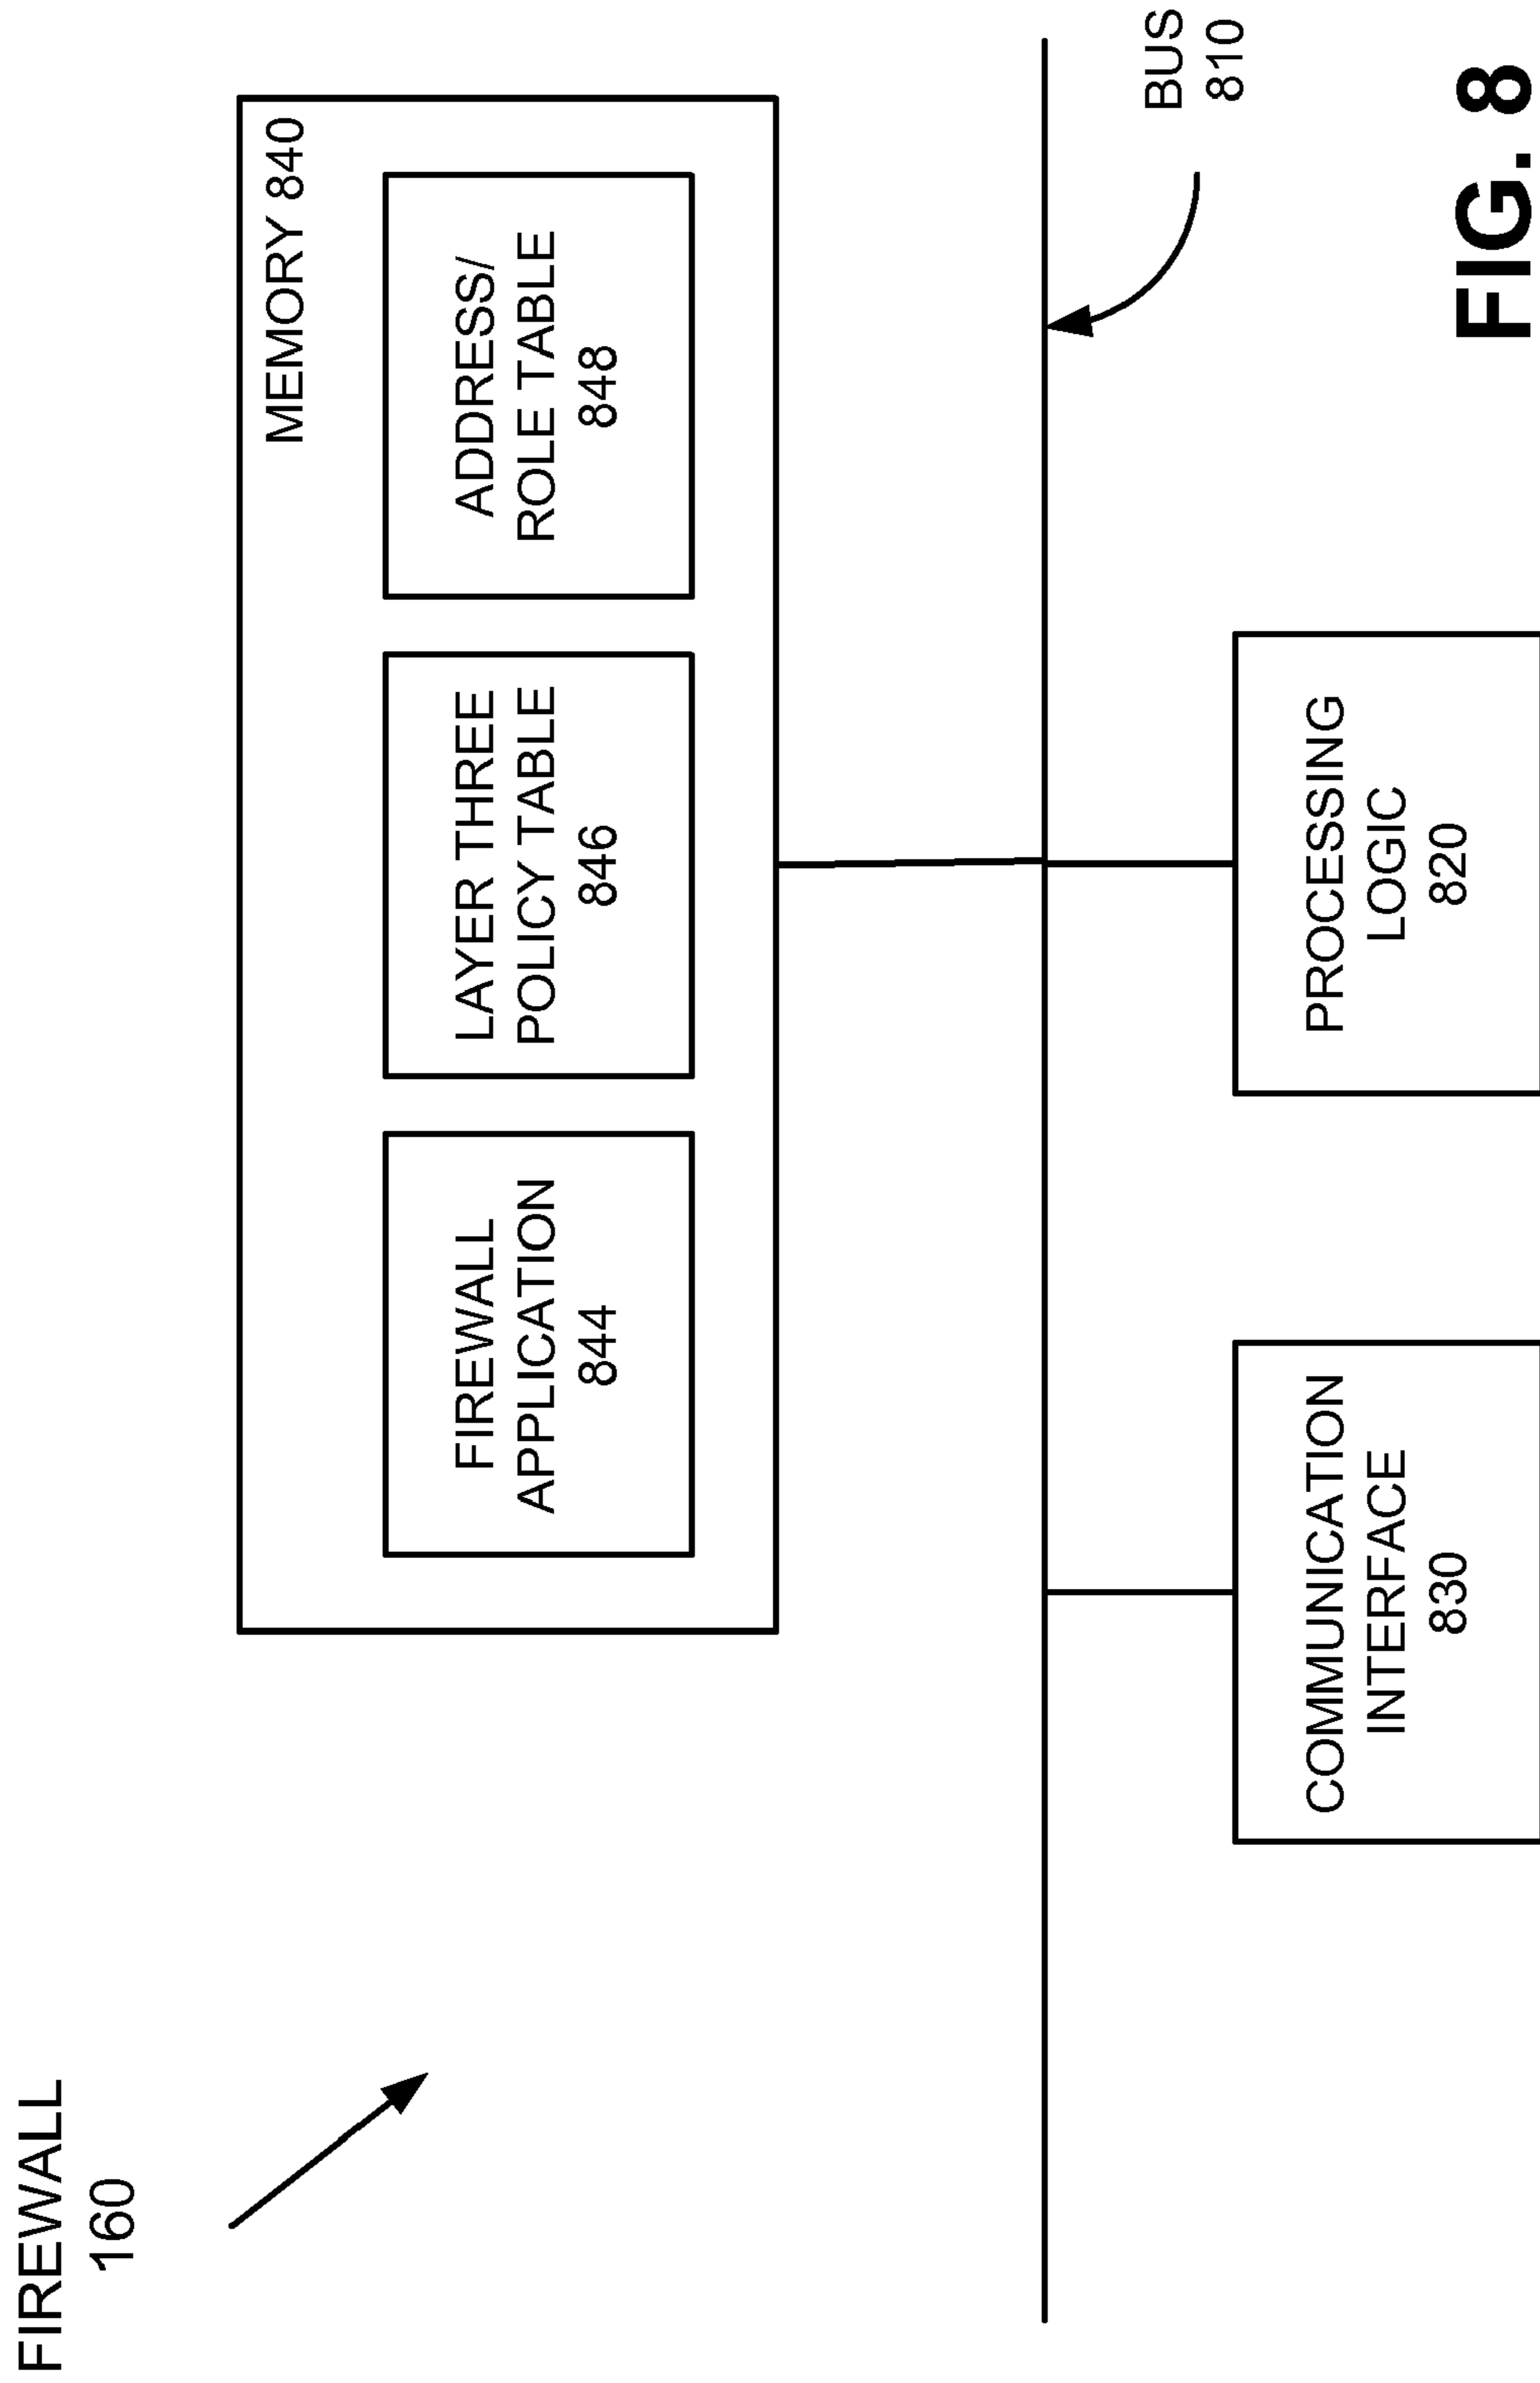 FIREWALL
160
MEMORY 840
FIREWALL
APPLICATION
844
LAYER THREE
POLICY TABLE
846
ADDRESS/
ROLE TABLE
848
BUS
810
COMMUNICATION
INTERFACE
830
PROCESSING
LOGIC
820
FIG. 8